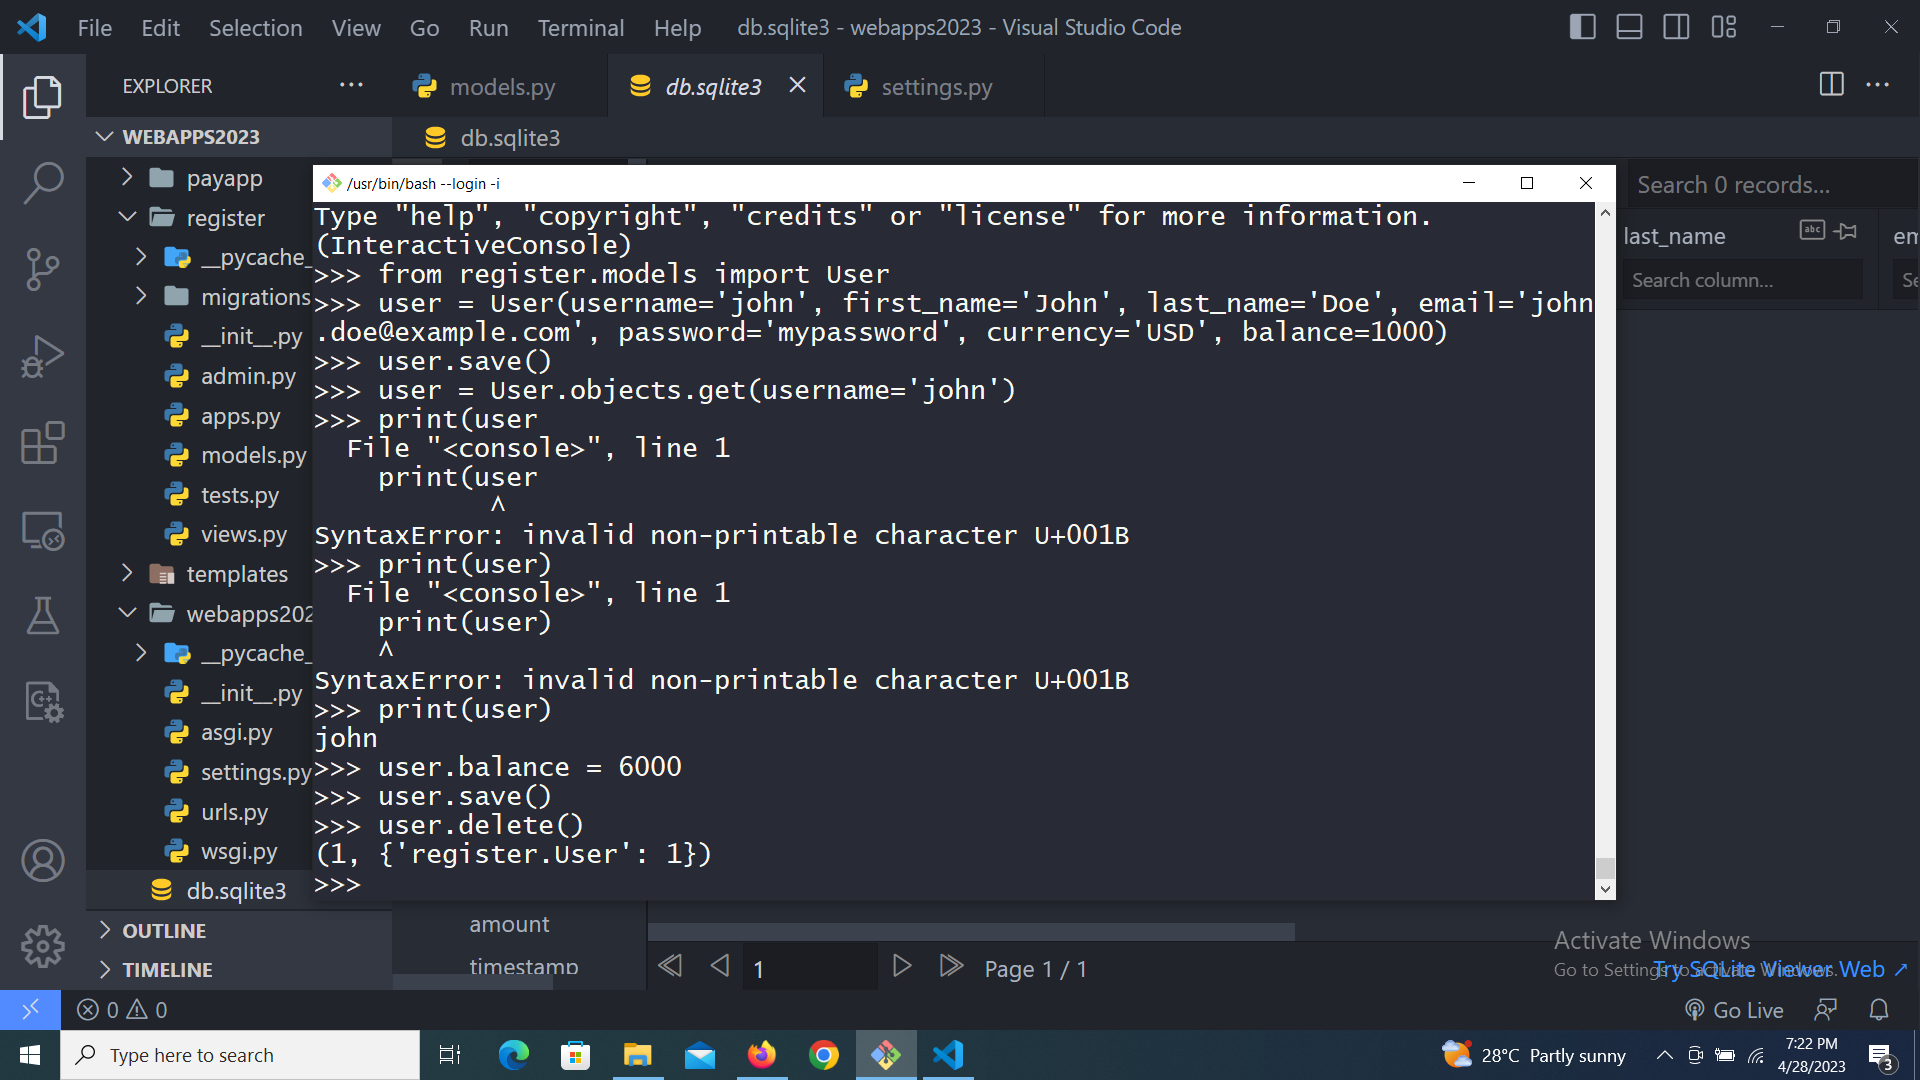 File Edit Selection View Go Run Terminal Help db.sqlite3 - webapps2023 - Visual Studio Code
EXPLORER
models.py
db.sqlite3
settings.py
WEBAPPS2023
db.sqlite3
payapp
register
__pycache_
migrations
__init__.py
admin.py
apps.py
models.py
tests.py
views.py
templates
webapps202
__pycache_
__init__.py
asgi.py
settings.py
urls.py
wsgi.py
db.sqlite3
OUTLINE
TIMELINE
/usr/bin/bash --login -i
Type "help", "copyright", "credits" or "license" for more information.
(InteractiveConsole)
>>> from register.models import User
>>> user = User(username='john', first_name='John', last_name='Doe', email='john
.doe@example.com', password='mypassword', currency='USD', balance=1000)
>>> user.save()
>>> user = User.objects.get(username='john')
>>> print(user
  File "<console>", line 1
    print(user
           ^
SyntaxError: invalid non-printable character U+001B
>>> print(user)
  File "<console>", line 1
    print(user)
    ^
SyntaxError: invalid non-printable character U+001B
>>> print(user)
john
>>> user.balance = 6000
>>> user.save()
>>> user.delete()
(1, {'register.User': 1})
>>>
Search 0 records...
last_name
abc
em
Search column...
Se
amount
timestamp
1
Page 1 / 1
Activate Windows
Go to Settings to activate Windows.
Try SQLite Viewer Web ↗
0 0
Go Live
Type here to search
28°C Partly sunny
7:22 PM
4/28/2023
3